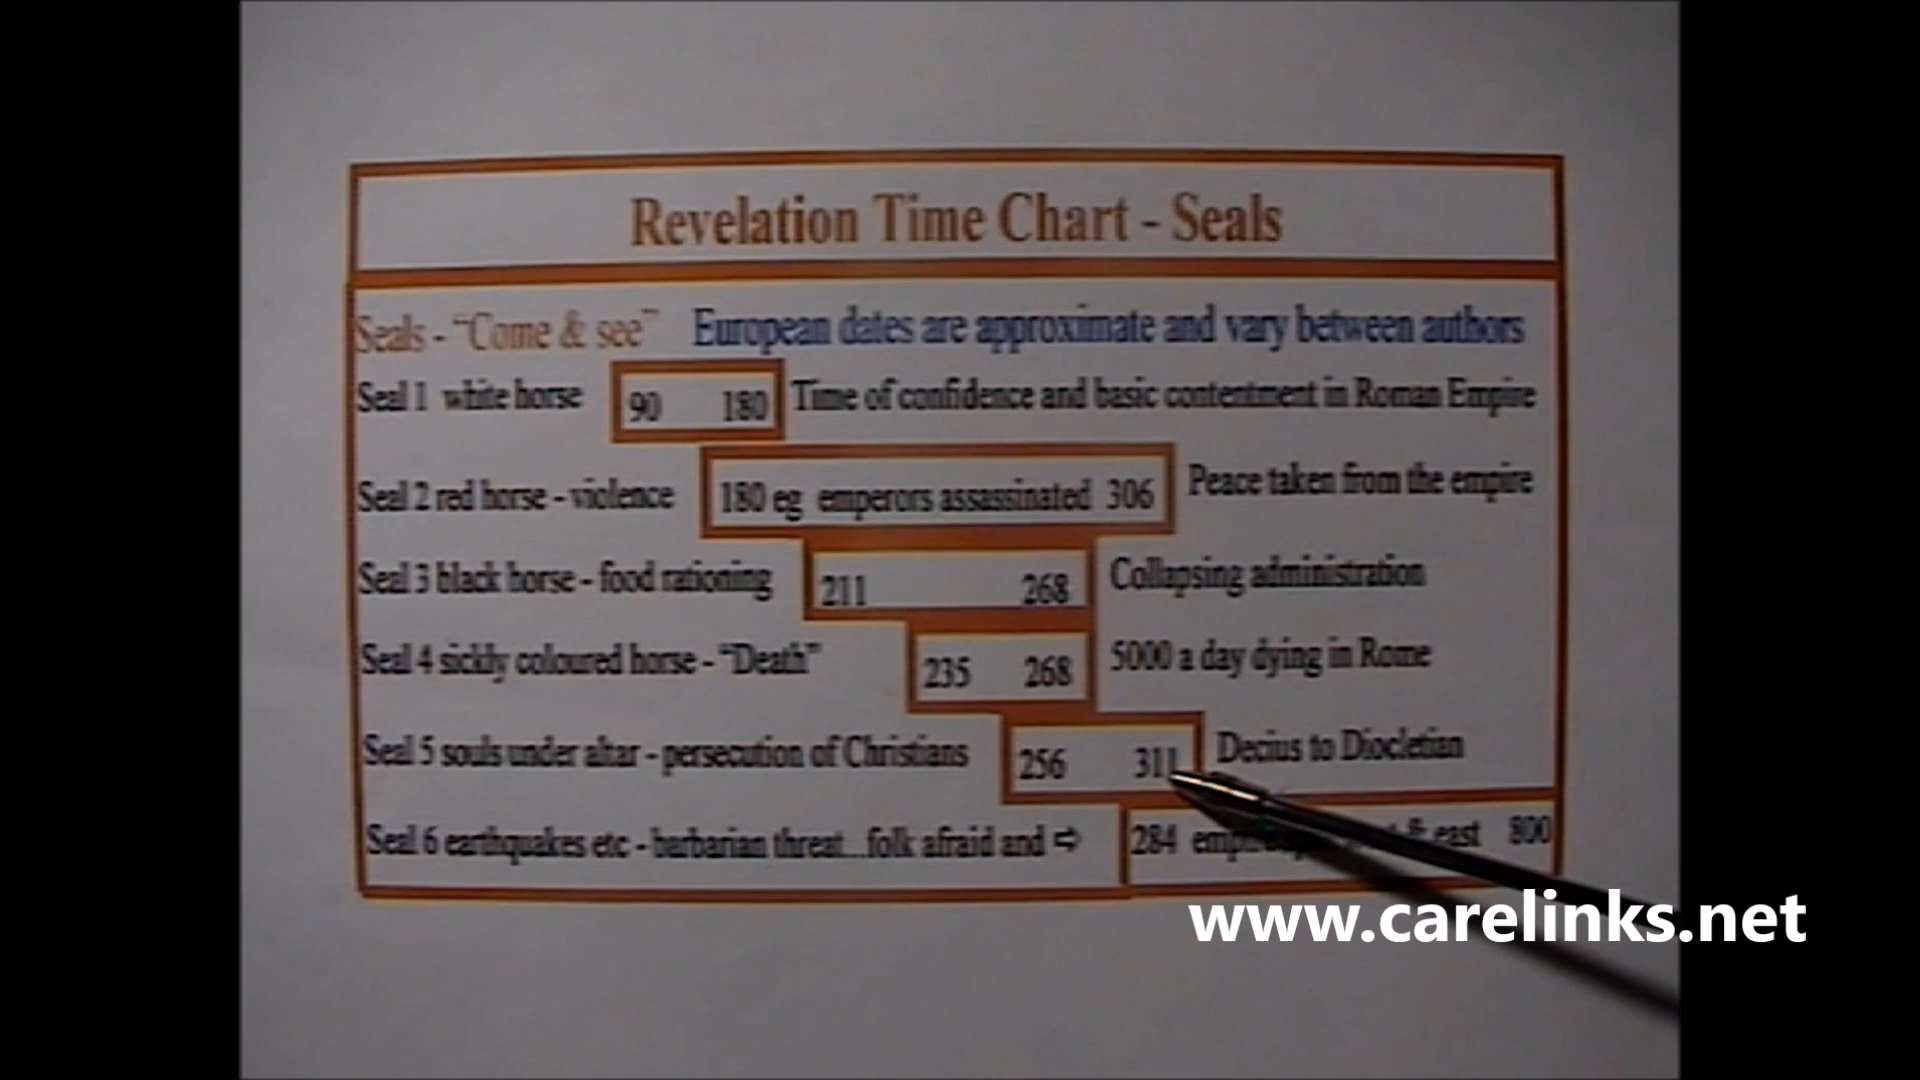 Revelation Time Chart - Seals
Seals - “Come & see” European dates are approximate and vary between authors
Seal 1 white horse 90 180 Time of confidence and basic contentment in Roman Empire
Seal 2 red horse - violence 180 eg emperors assassinated 306 Peace taken from the empire
Seal 3 black horse - food rationing 211 268 Collapsing administration
Seal 4 sickly coloured horse - “Death” 235 268 5000 a day dying in Rome
Seal 5 souls under altar - persecution of Christians 256 311 Decius to Diocletian
Seal 6 earthquakes etc - barbarian threat...folk afraid and ⇨ 284 & east 800
www.carelinks.net